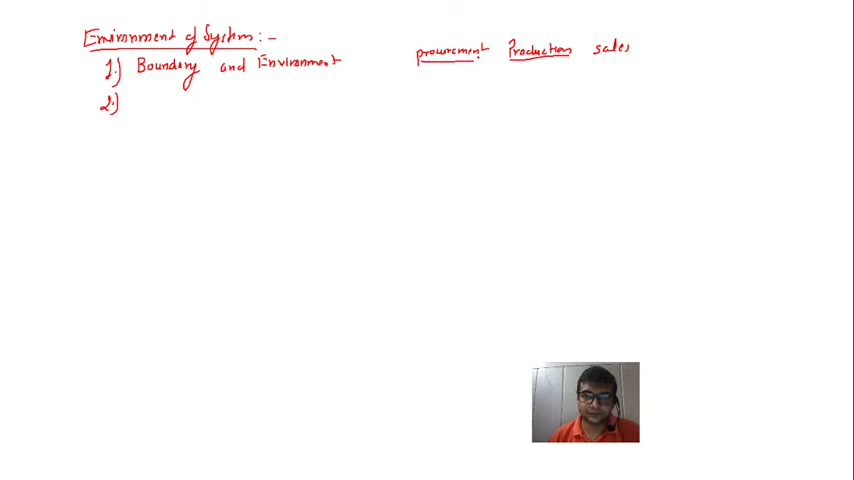 Environment of System :-
1.) Boundary and Environment
2.)
procurement Production sales